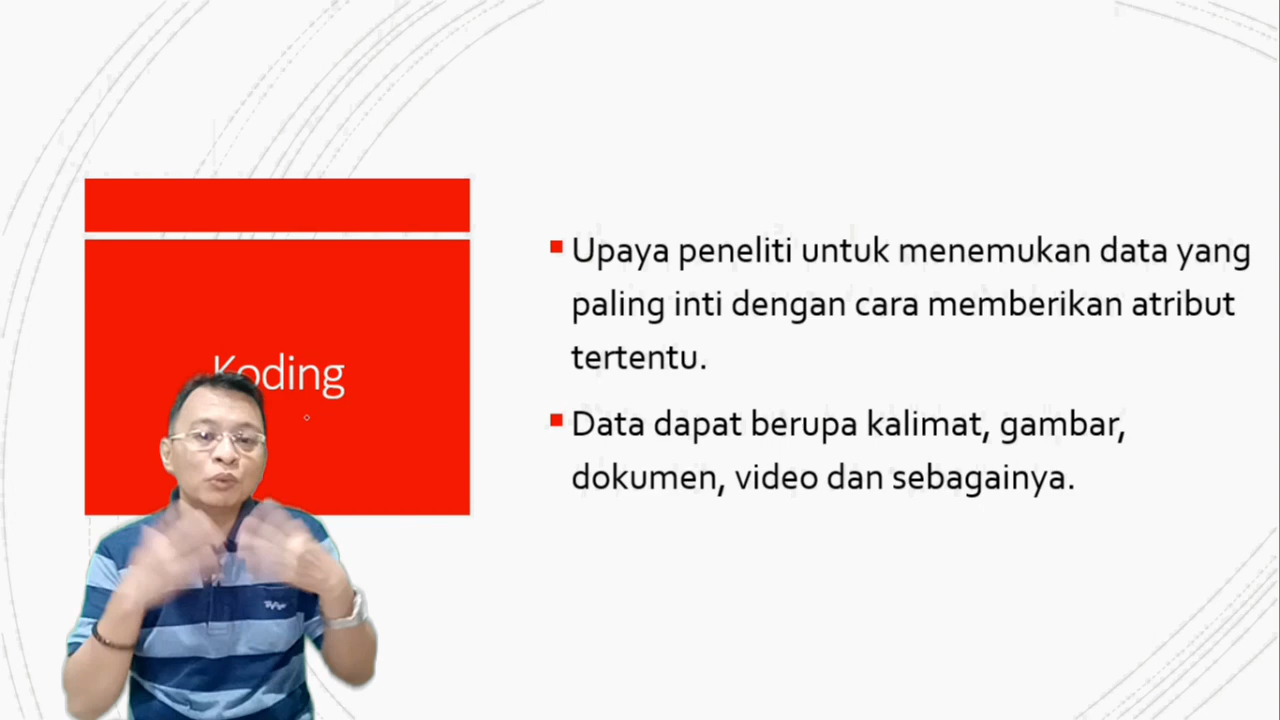 Koding
Upaya peneliti untuk menemukan data yang
paling inti dengan cara memberikan atribut
tertentu.
Data dapat berupa kalimat, gambar,
dokumen, video dan sebagainya.